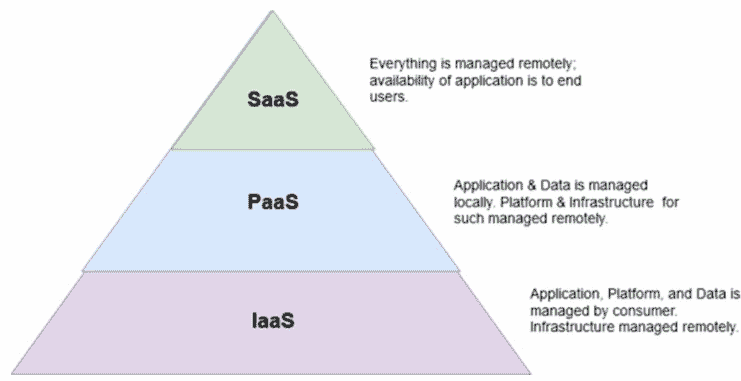 SaaS
Everything is managed remotely;
availability of application is to end
users.
PaaS
Application & Data is managed
locally. Platform & Infrastructure for
such managed remotely.
IaaS
Application, Platform, and Data is
managed by consumer.
Infrastructure managed remotely.